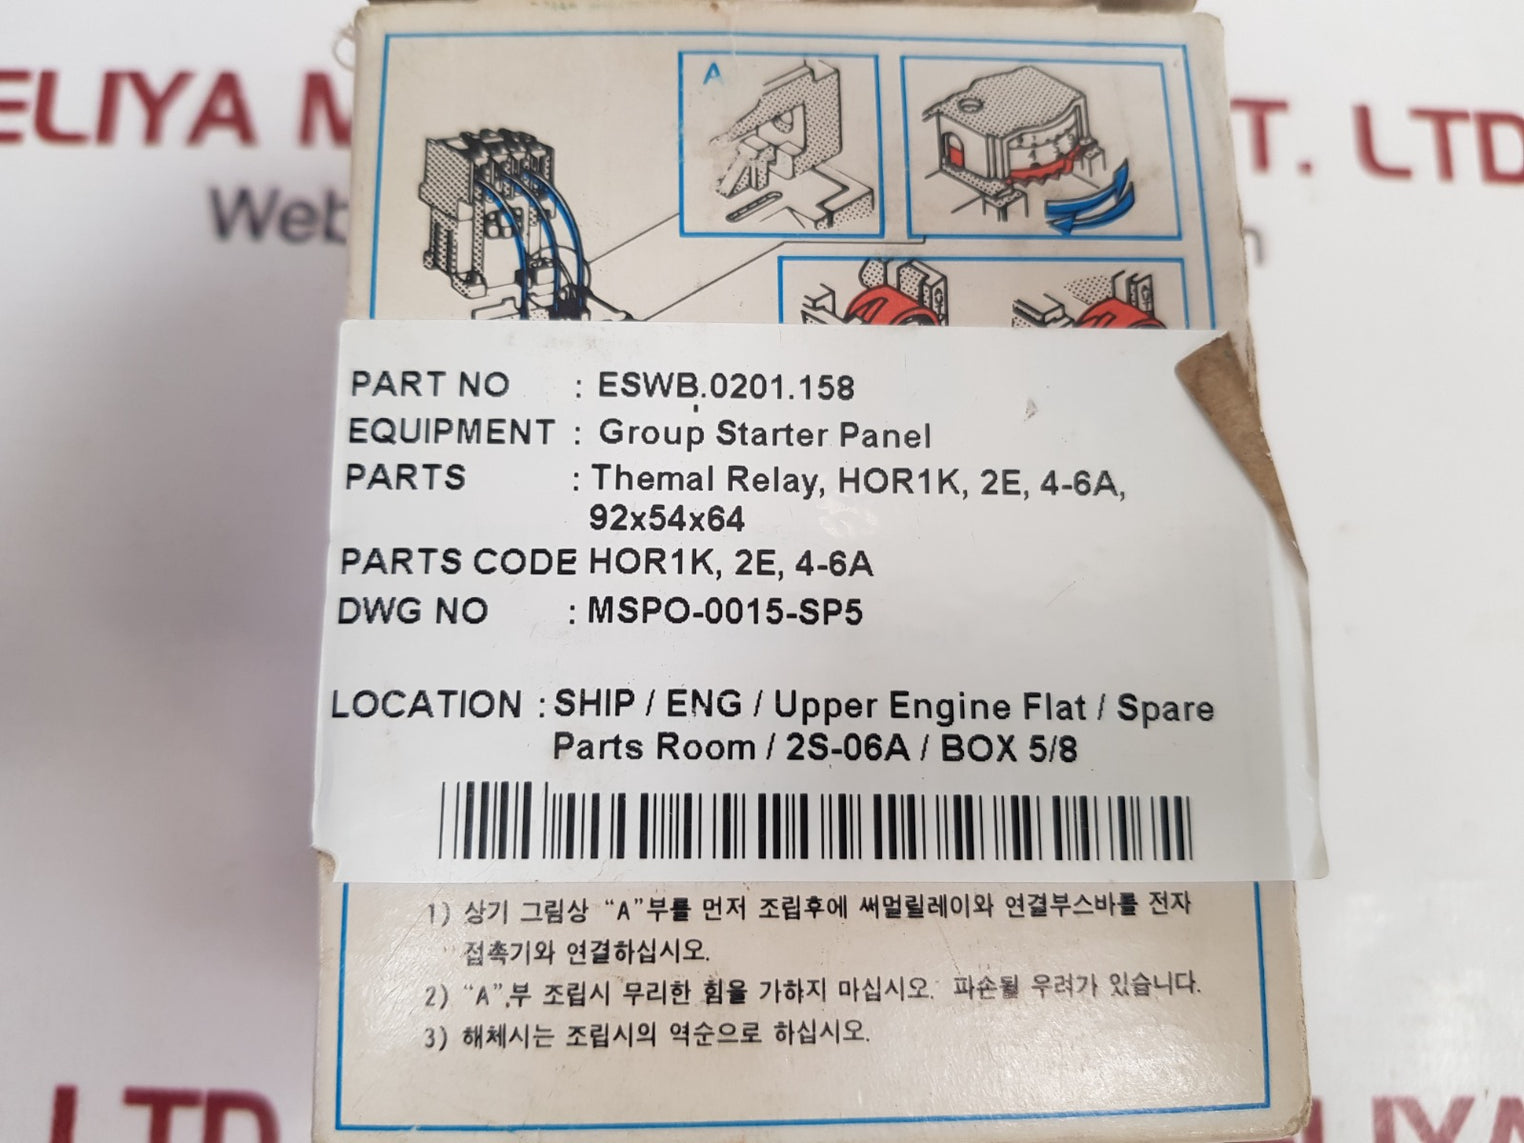 ELIYA M
T. LTD
Web
A
PART NO : ESWB.0201.158
EQUIPMENT : Group Starter Panel
PARTS : Themal Relay, HOR1K, 2E, 4-6A,
92x54x64
PARTS CODE HOR1K, 2E, 4-6A
DWG NO : MSPO-0015-SP5
LOCATION : SHIP / ENG / Upper Engine Flat / Spare
Parts Room / 2S-06A / BOX 5/8
1) 상기 그림상 “A”부를 먼저 조립후에 써멀릴레이와 연결부스바를 전자
접촉기와 연결하십시오.
2) “A”부 조립시 무리한 힘을 가하지 마십시오. 파손될 우려가 있습니다.
3) 해체시는 조립시의 역순으로 하십시오.
LTD
ELIYA